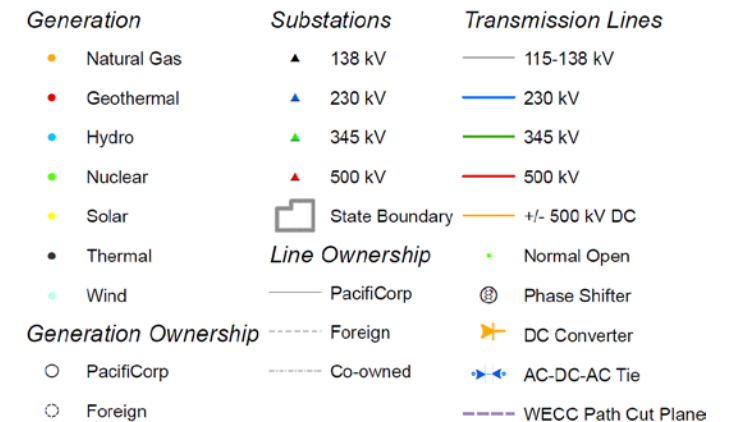 Generation
Natural Gas
Geothermal
Hydro
Nuclear
Solar
Thermal
Wind
Generation Ownership
PacifiCorp
Foreign
Substations
138 kV
230 kV
345 kV
500 kV
State Boundary
Line Ownership
PacifiCorp
Foreign
Co-owned
Transmission Lines
115-138 kV
230 kV
345 kV
500 kV
+/- 500 kV DC
Normal Open
Phase Shifter
DC Converter
AC-DC-AC Tie
WECC Path Cut Plane